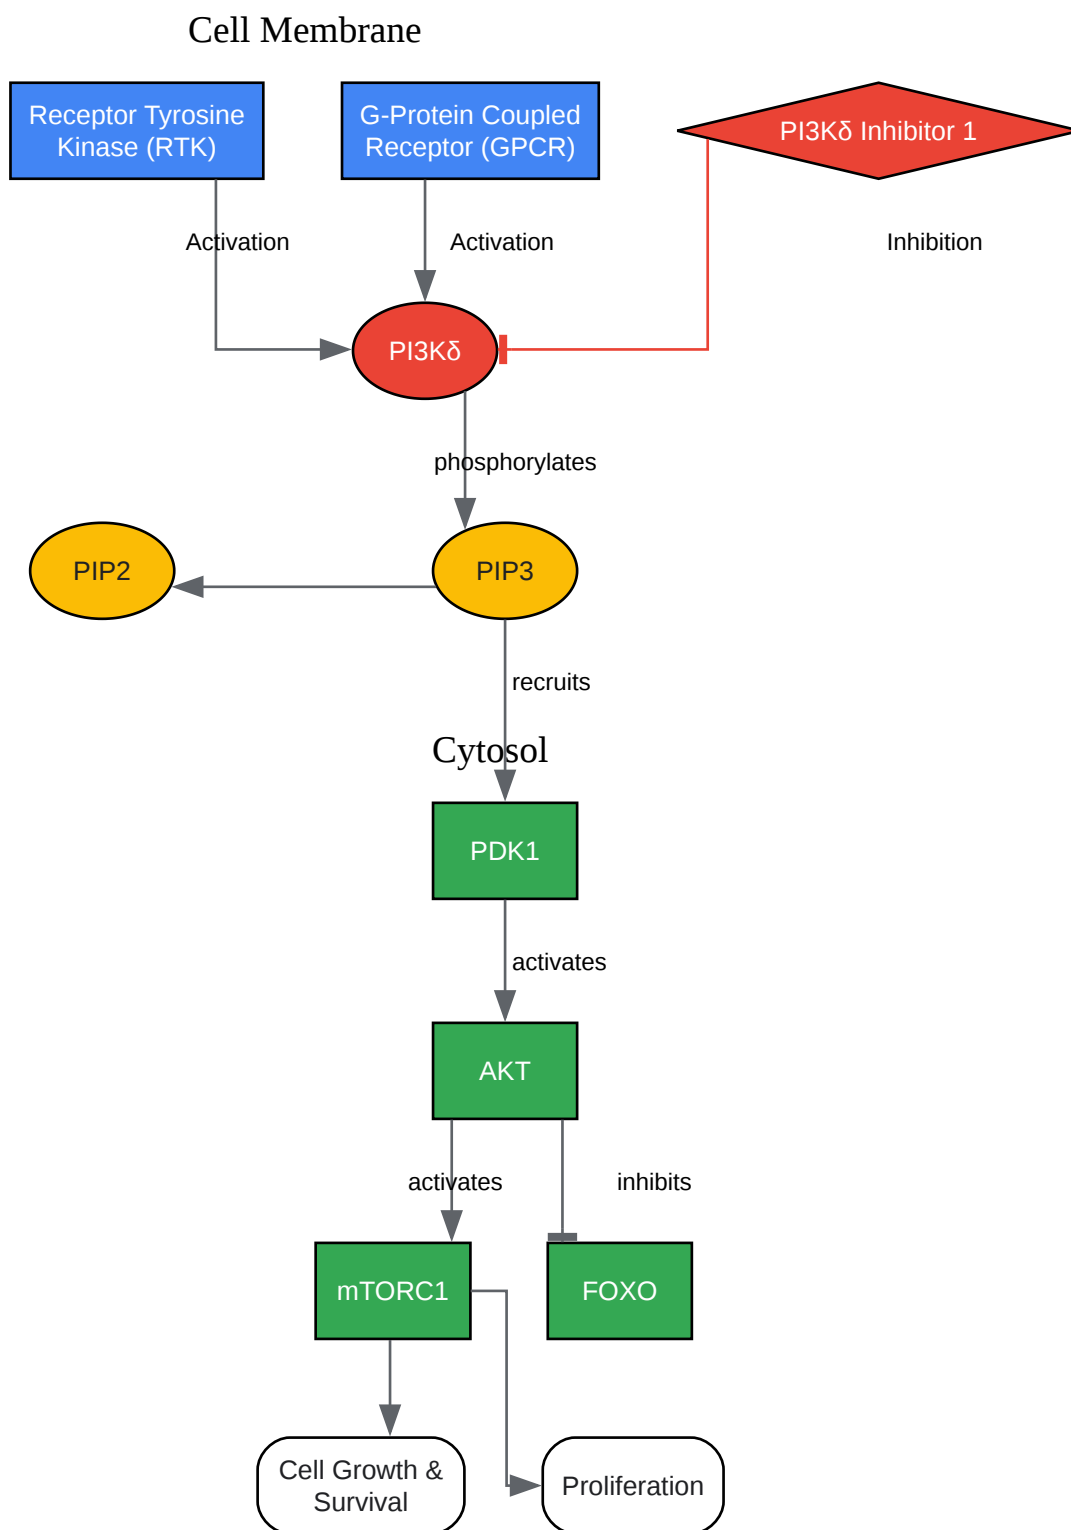 Cell Membrane
Receptor Tyrosine
Kinase (RTK)
G-Protein Coupled
Receptor (GPCR)
PI3Kδ Inhibitor 1
Activation
Activation
Inhibition
PI3Kδ
phosphorylates
PIP2
PIP3
recruits
Cytosol
PDK1
activates
AKT
activates
inhibits
mTORC1
FOXO
Cell Growth &
Survival
Proliferation